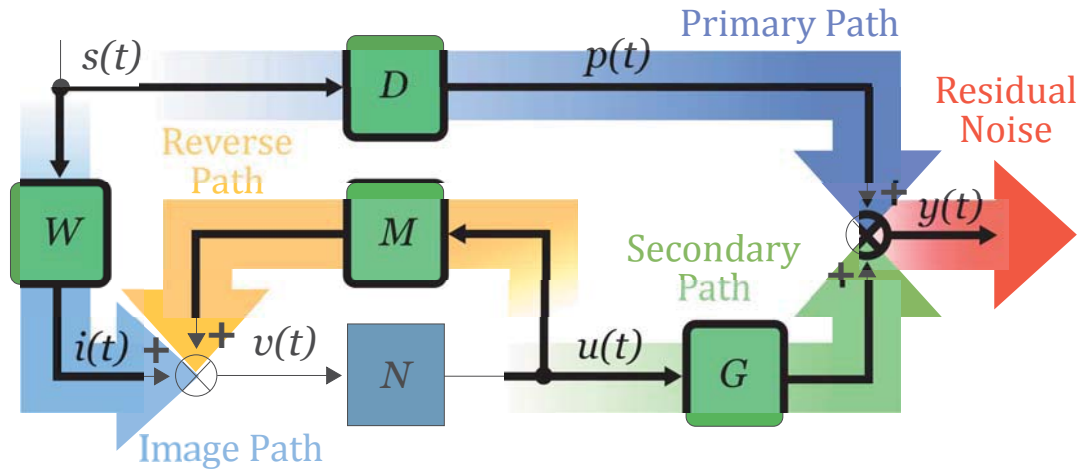 Primary Path
s(t)
D
p(t)
Residual
Noise
Reverse
Path
W
M
+
y(t)
Secondary
Path
+
i(t)
+
+
v(t)
N
u(t)
G
Image Path